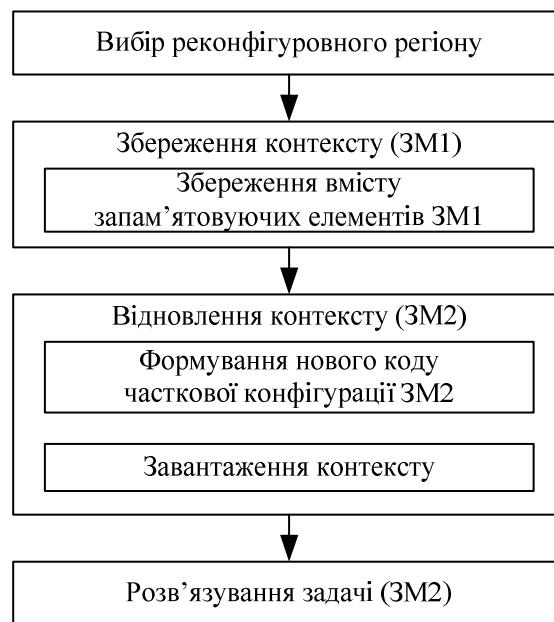 Вибір реконфігуровного регіону
Збереження контексту (ЗМ1)
Збереження вмісту
запам’ятовуючих елементів ЗМ1
Відновлення контексту (ЗМ2)
Формування нового коду
часткової конфігурації ЗМ2
Завантаження контексту
Розв’язування задачі (ЗМ2)